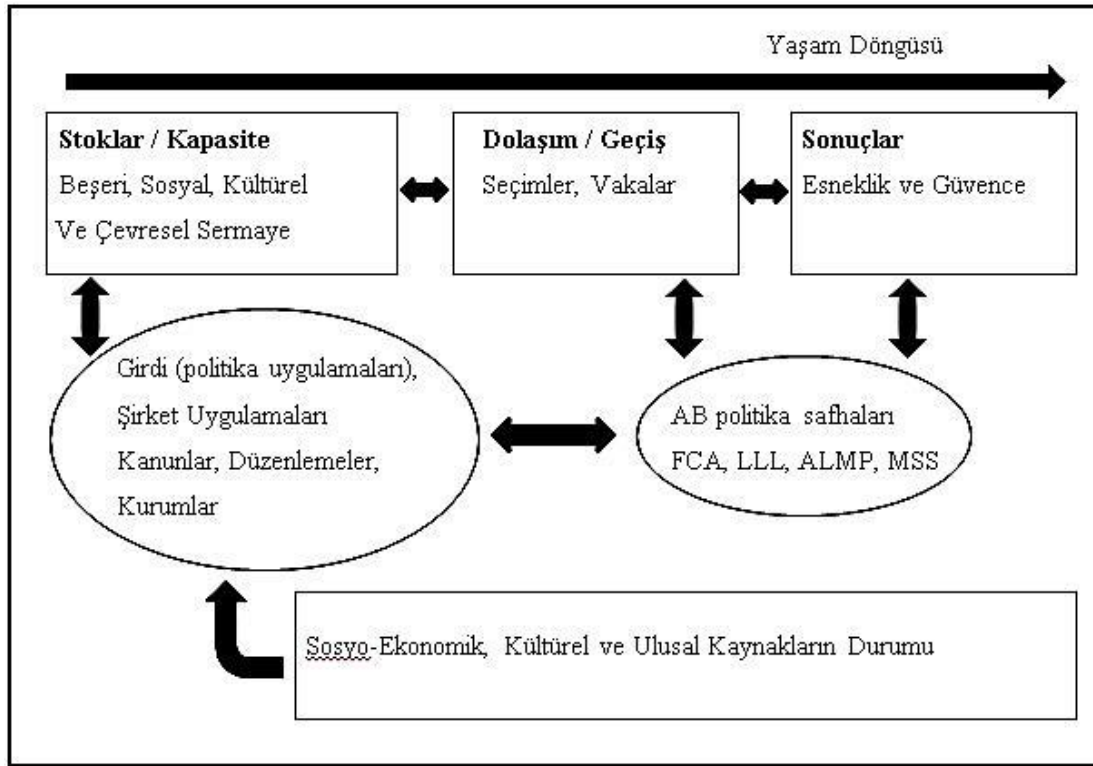 Yaşam Döngüsü
Stoklar / Kapasite
Beşeri, Sosyal, Kültürel
Ve Çevresel Sermaye
Dolaşım / Geçiş
Seçimler, Vakalar
Sonuçlar
Esneklik ve Güvence
Girdi (politika uygulamaları),
Şirket Uygulamaları
Kanunlar, Düzenlemeler,
Kurumlar
AB politika safhaları
FCA, LLL, ALMP, MSS
Sosyo-Ekonomik, Kültürel ve Ulusal Kaynakların Durumu